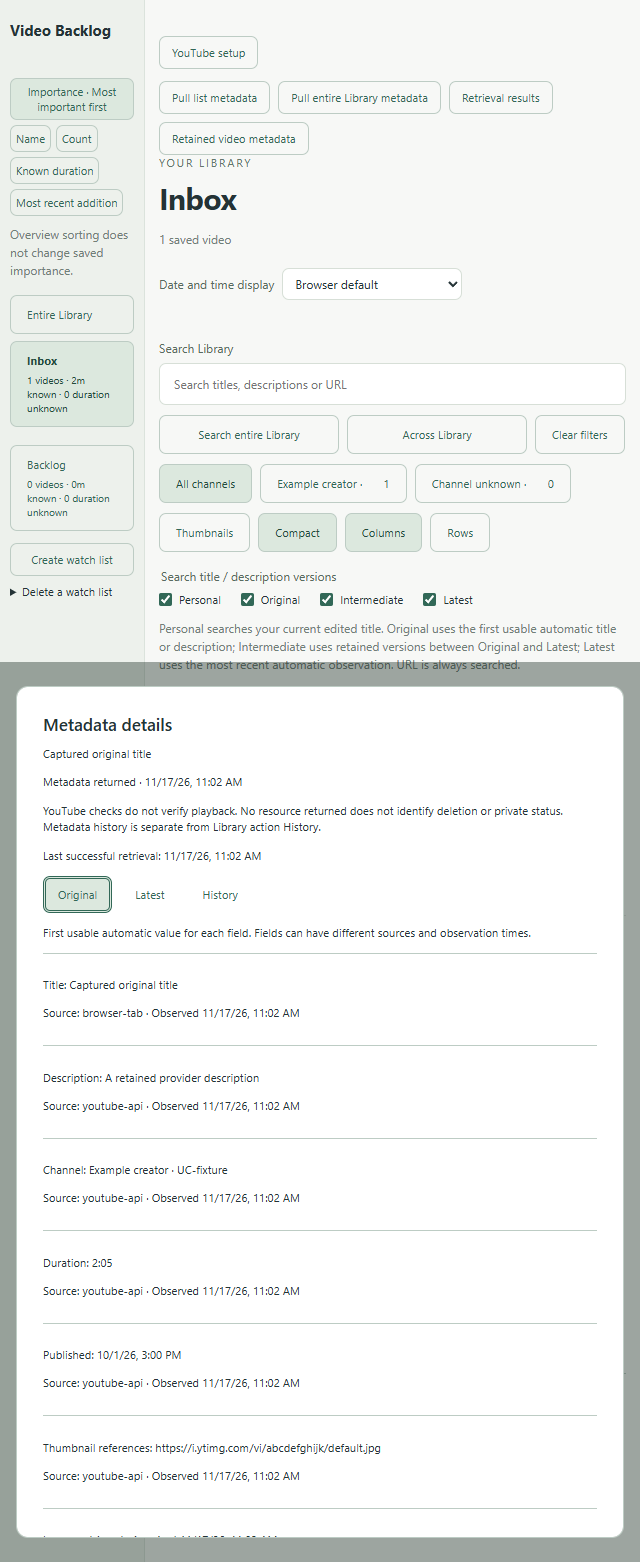 Video Backlog
Importance · Most
important first
Name
Count
Known duration
Most recent addition
Overview sorting does
not change saved
importance.
Entire Library
Inbox
1 videos · 2m
known · 0 duration
unknown
Backlog
0 videos · 0m
known · 0 duration
unknown
Create watch list
Delete a watch list
YouTube setup
Pull list metadata
Pull entire Library metadata
Retrieval results
Retained video metadata
YOUR LIBRARY
Inbox
1 saved video
Date and time display
Browser default
Search Library
Search titles, descriptions or URL
Search entire Library
Across Library
Clear filters
All channels
Example creator · 1
Channel unknown · 0
Thumbnails
Compact
Columns
Rows
Search title / description versions
Personal
Original
Intermediate
Latest
Personal searches your current edited title. Original uses the first usable automatic title
or description; Intermediate uses retained versions between Original and Latest; Latest
uses the most recent automatic observation. URL is always searched.
Metadata details
Captured original title
Metadata returned · 11/17/26, 11:02 AM
YouTube checks do not verify playback. No resource returned does not identify deletion or private status.
Metadata history is separate from Library action History.
Last successful retrieval: 11/17/26, 11:02 AM
Original
Latest
History
First usable automatic value for each field. Fields can have different sources and observation times.
Title: Captured original title
Source: browser-tab · Observed 11/17/26, 11:02 AM
Description: A retained provider description
Source: youtube-api · Observed 11/17/26, 11:02 AM
Channel: Example creator · UC-fixture
Source: youtube-api · Observed 11/17/26, 11:02 AM
Duration: 2:05
Source: youtube-api · Observed 11/17/26, 11:02 AM
Published: 10/1/26, 3:00 PM
Source: youtube-api · Observed 11/17/26, 11:02 AM
Thumbnail references: https://i.ytimg.com/vi/abcdefghijk/default.jpg
Source: youtube-api · Observed 11/17/26, 11:02 AM